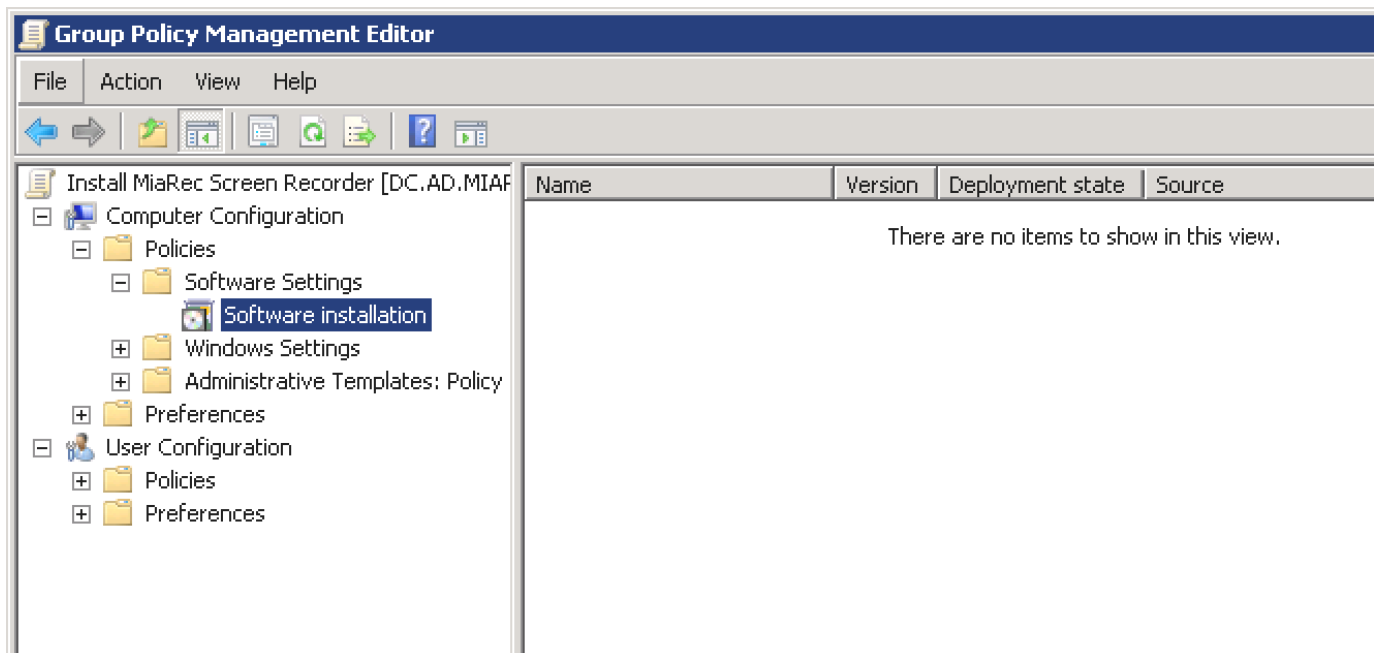 Group Policy Management Editor
File Action View Help
Install MiaRec Screen Recorder [DC.AD.MIAR
Computer Configuration
Policies
Software Settings
Software installation
Windows Settings
Administrative Templates: Policy
Preferences
User Configuration
Policies
Preferences
Name Version Deployment state Source
There are no items to show in this view.